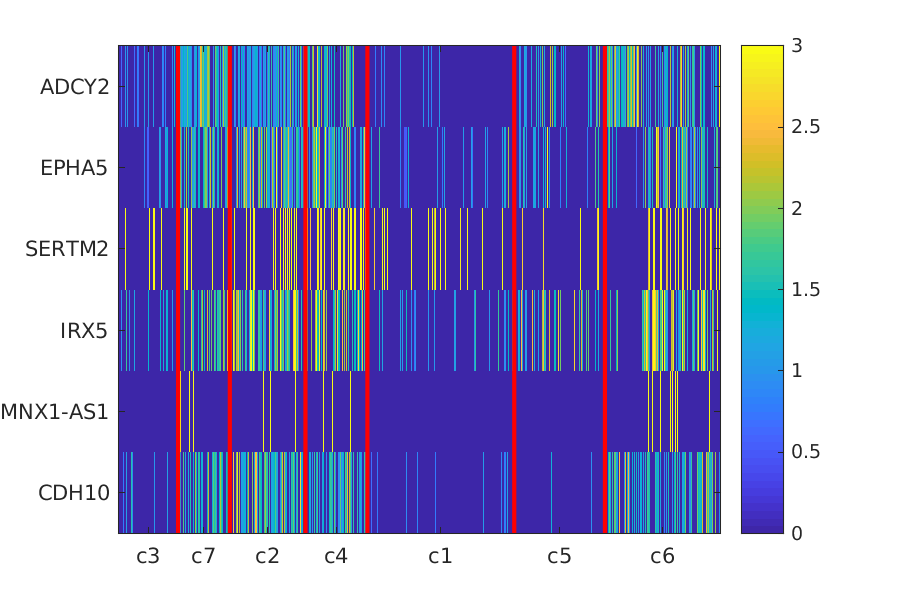 ADCY2
EPHA5
SERTM2
IRX5
MNX1-AS1
CDH10
c3 c7 c2 c4 c1 c5 c6
3
2.5
2
1.5
1
0.5
0